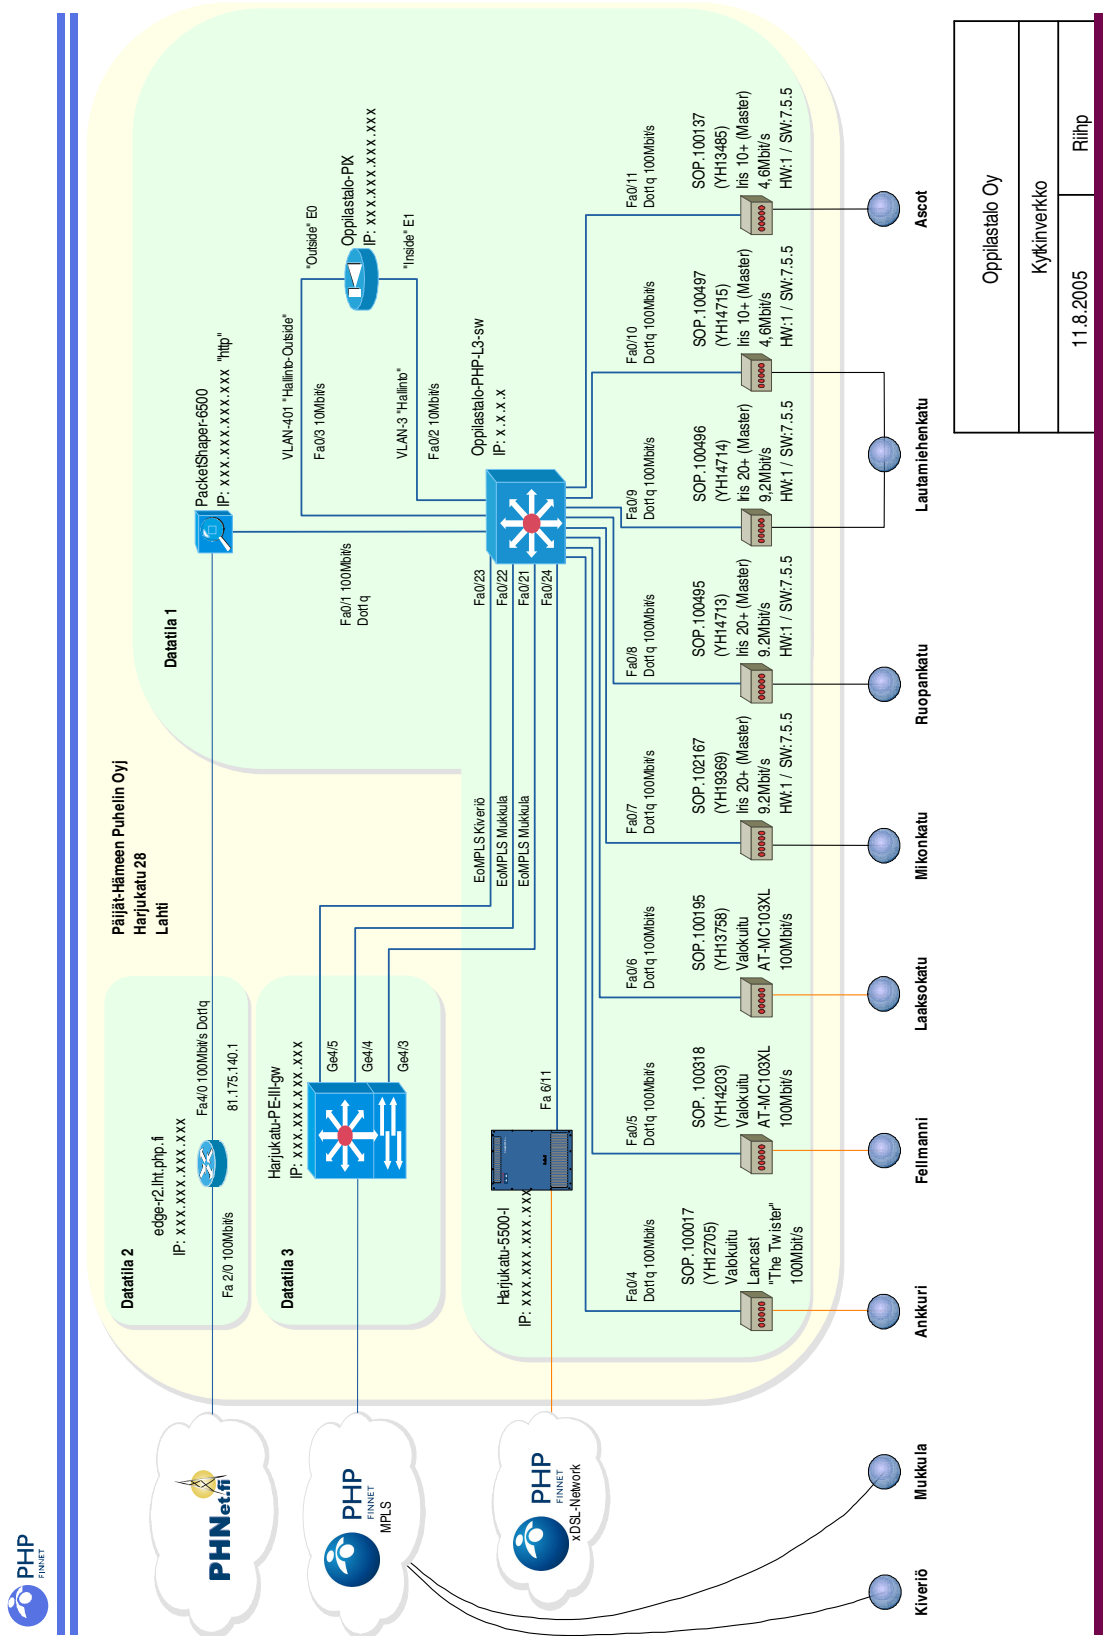 PHP
FINNET
Päijät-Hämeen Puhelin Oyj
Harjukatu 28
Lahti
Datatila 1
Datatila 2
Datatila 3
PHNet.fi
PHP
FINNET
MPLS
PHP
FINNET
xDSL-Network
edge-r2.lht.php.fi
IP: xxx.xxx.xxx.xxx
Fa 2/0 100Mbit/s
Fa4/0 100Mbit/s Dot1q
81.175.140.1
PacketShaper-6500
IP: xxx.xxx.xxx.xxx "http"
Fa0/1 100Mbit/s
Dot1q
VLAN-401 "Hallinto-Outside"
Fa0/3 10Mbit/s
"Outside" E0
Oppilastalo-PIX
IP: xxx.xxx.xxx.xxx
"Inside" E1
VLAN-3 "Hallinto"
Fa0/2 10Mbit/s
Oppilastalo-PHP-L3-sw
IP: x.x.x.x
Harjukatu-PE-III-gw
IP: xxx.xxx.xxx.xxx
Ge4/5
Ge4/4
Ge4/3
EoMPLS Kiveriö
EoMPLS Mukkula
EoMPLS Mukkula
Fa0/23
Fa0/22
Fa0/21
Fa0/24
Harjukatu-5500-I
IP: xxx.xxx.xxx.xxx
Fa 6/11
Fa0/4
Dot1q 100Mbit/s
SOP.100017
(YH12705)
Valokuitu
Lancast
"The Twister"
100Mbit/s
Fa0/5
Dot1q 100Mbit/s
SOP. 100318
(YH14203)
Valokuitu
AT-MC103XL
100Mbit/s
Fa0/6
Dot1q 100Mbit/s
SOP.100195
(YH13758)
Valokuitu
AT-MC103XL
100Mbit/s
Fa0/7
Dot1q 100Mbit/s
SOP.102167
(YH19369)
Iris 20+ (Master)
9.2Mbit/s
HW:1 / SW:7.5.5
Fa0/8
Dot1q 100Mbit/s
SOP.100495
(YH14713)
Iris 20+ (Master)
9.2Mbit/s
HW:1 / SW:7.5.5
Fa0/9
Dot1q 100Mbit/s
SOP.100496
(YH14714)
Iris 20+ (Master)
9,2Mbit/s
HW:1 / SW:7.5.5
Fa0/10
Dot1q 100Mbit/s
SOP.100497
(YH14715)
Iris 10+ (Master)
4,6Mbit/s
HW:1 / SW:7.5.5
Fa0/11
Dot1q 100Mbit/s
SOP.100137
(YH13485)
Iris 10+ (Master)
4,6Mbit/s
HW:1 / SW:7.5.5
Kiveriö
Mukkula
Ankkuri
Fellmanni
Laaksokatu
Mikonkatu
Ruopankatu
Lautamiehenkatu
Ascot
Oppilastalo Oy
Kytkinverkko
11.8.2005
Riihp